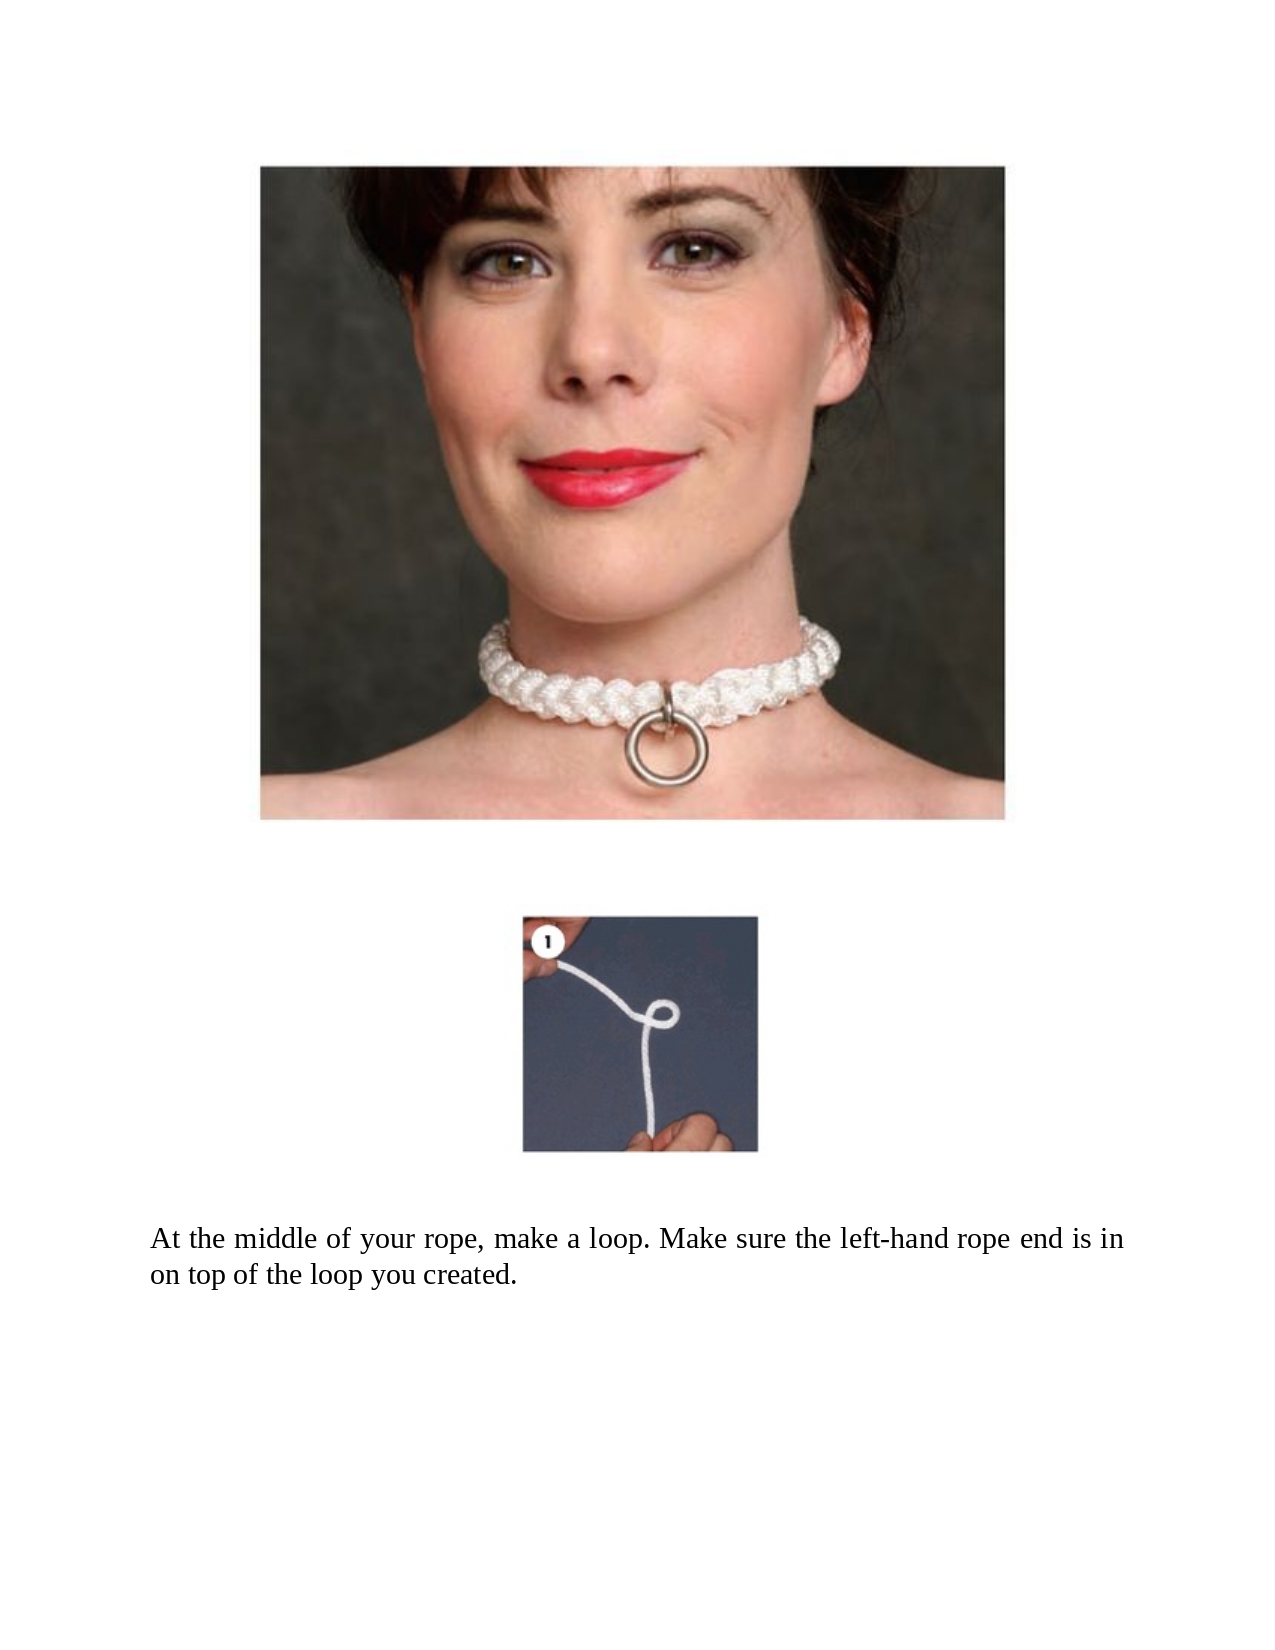 1
At the middle of your rope, make a loop. Make sure the left-hand rope end is in
on top of the loop you created.